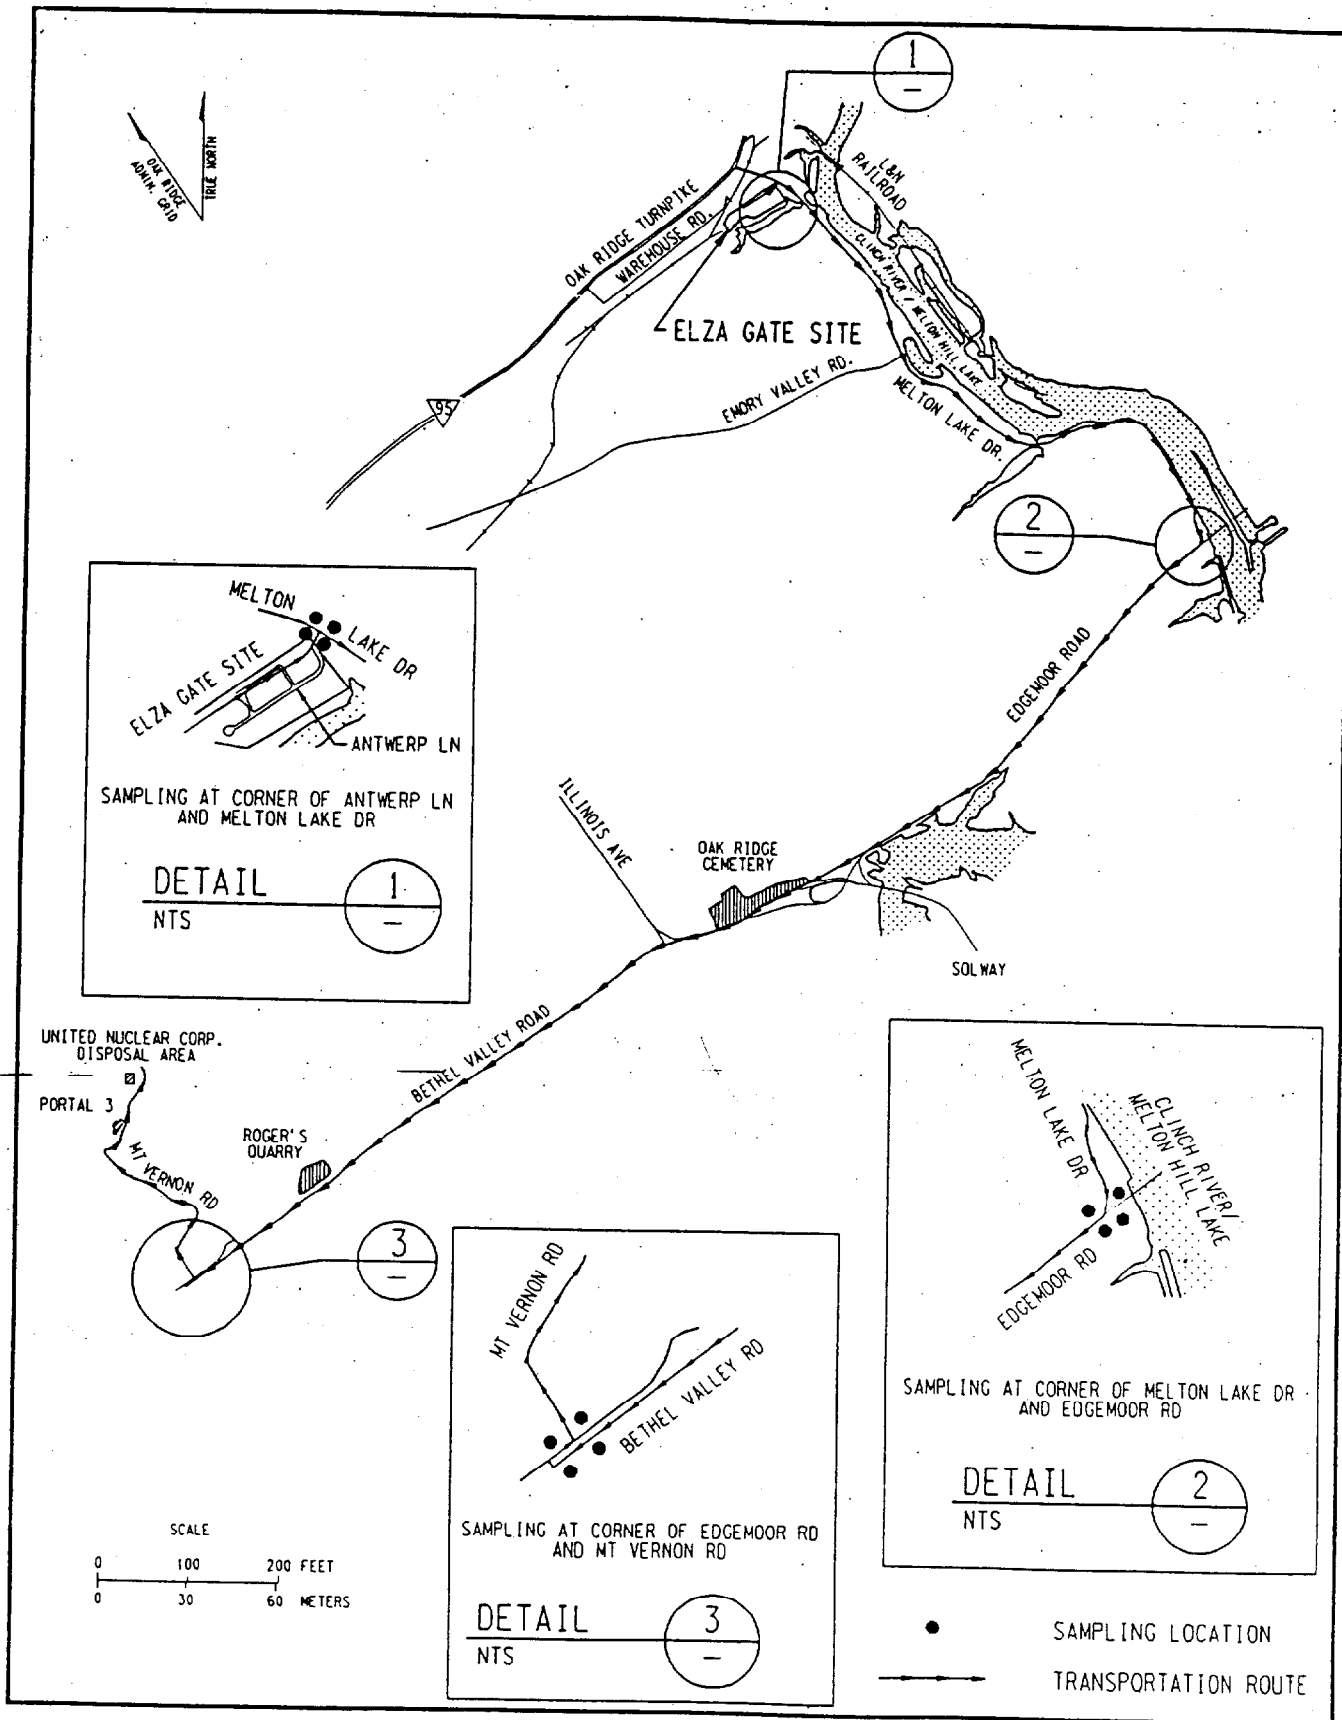 1
–
TRUE NORTH
OAK RIDGE
ADMIN. GRID
L&N
RAILROAD
OAK RIDGE TURNPIKE
WAREHOUSE RD.
CLINCH RIVER / MELTON HILL LAKE
ELZA GATE SITE
EMORY VALLEY RD.
MELTON LAKE DR.
95
2
–
EDGEMOOR ROAD
MELTON
LAKE DR
ELZA GATE SITE
ANTWERP LN
SAMPLING AT CORNER OF ANTWERP LN
AND MELTON LAKE DR
DETAIL
NTS
1
–
ILLINOIS AVE
OAK RIDGE
CEMETERY
SOLWAY
BETHEL VALLEY ROAD
UNITED NUCLEAR CORP.
DISPOSAL AREA
PORTAL 3
MT VERNON RD
ROGER'S
QUARRY
3
–
MELTON LAKE DR
CLINCH RIVER/
MELTON HILL LAKE
EDGEMOOR RD
SAMPLING AT CORNER OF MELTON LAKE DR
AND EDGEMOOR RD
DETAIL
NTS
2
–
MT VERNON RD
BETHEL VALLEY RD
SAMPLING AT CORNER OF EDGEMOOR RD
AND MT VERNON RD
DETAIL
NTS
3
–
SCALE
0 100 200 FEET
0 30 60 METERS
SAMPLING LOCATION
TRANSPORTATION ROUTE